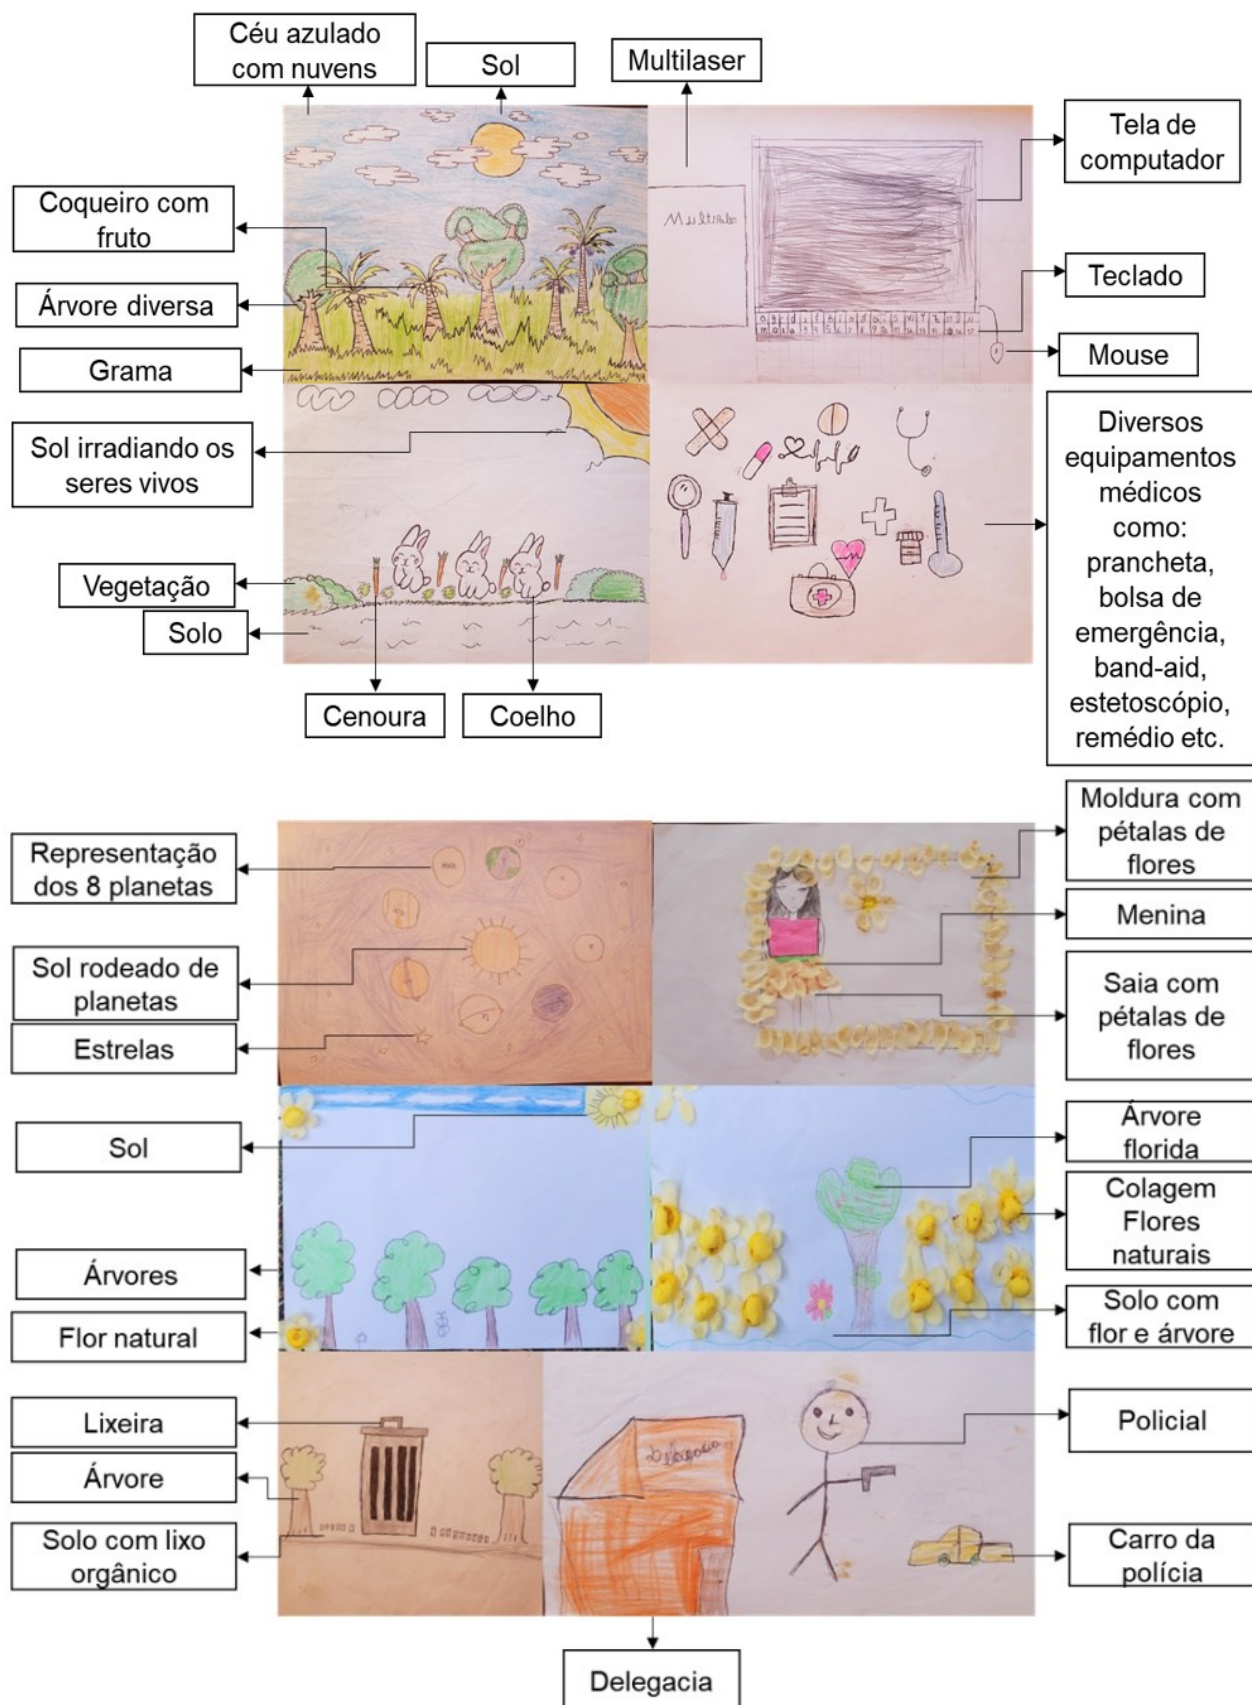 Céu azulado
com nuvens
Sol
Multilaser
Tela de
computador
Coqueiro com
fruto
Árvore diversa
Grama
Teclado
Mouse
Sol irradiando os
seres vivos
Vegetação
Solo
Cenoura
Coelho
Diversos
equipamentos
médicos
como:
prancheta,
bolsa de
emergência,
band-aid,
estetoscópio,
remédio etc.
Representação
dos 8 planetas
Sol rodeado de
planetas
Estrelas
Moldura com
pétalas de
flores
Menina
Saia com
pétalas de
flores
Sol
Árvores
Flor natural
Árvore
florida
Colagem
Flores
naturais
Solo com
flor e árvore
Lixeira
Árvore
Solo com lixo
orgânico
Delegacia
Policial
Carro da
polícia
Delegacia